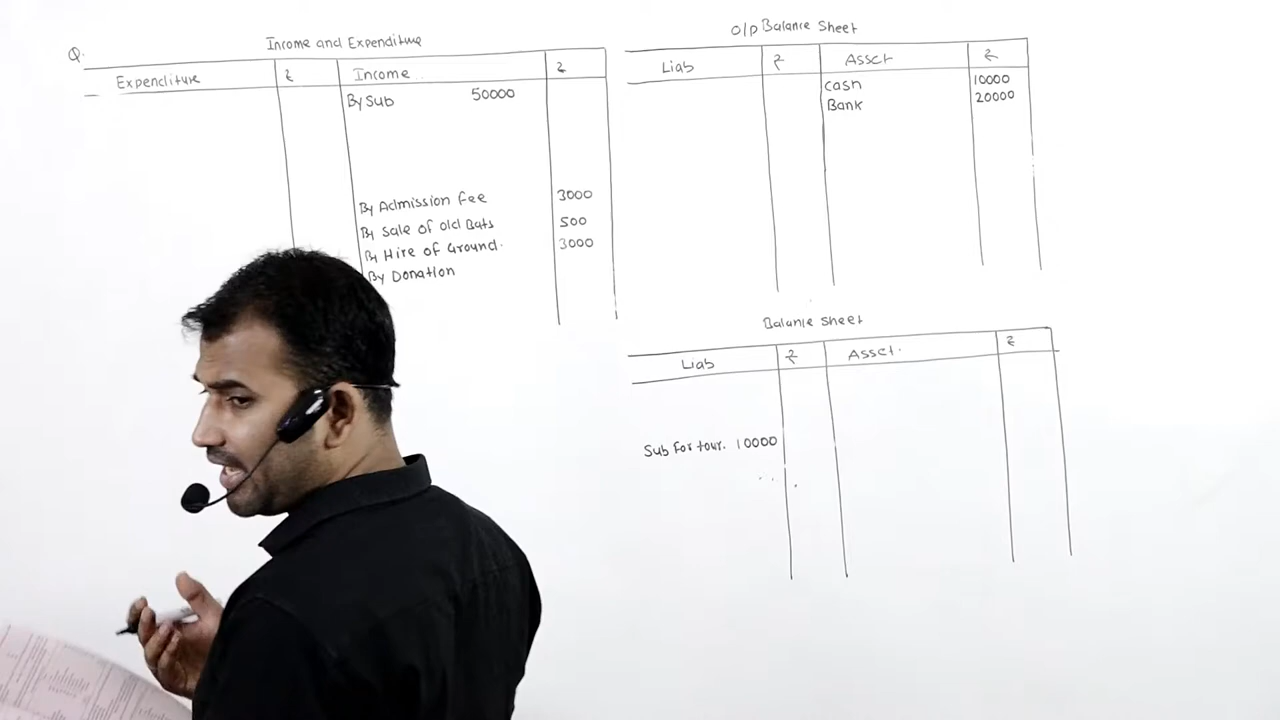 Q.
Income and Expenditure
Expenditure ₹ Income ₹
By Sub 50000
By Admission Fee 3000
By Sale of old Bats 500
By Hire of Ground. 3000
By Donation
O/p Balance Sheet
Liab ₹ Asset ₹
Cash 10000
Bank 20000
Balance Sheet
Liab ₹ Asset. ₹
Sub For tour. 10000